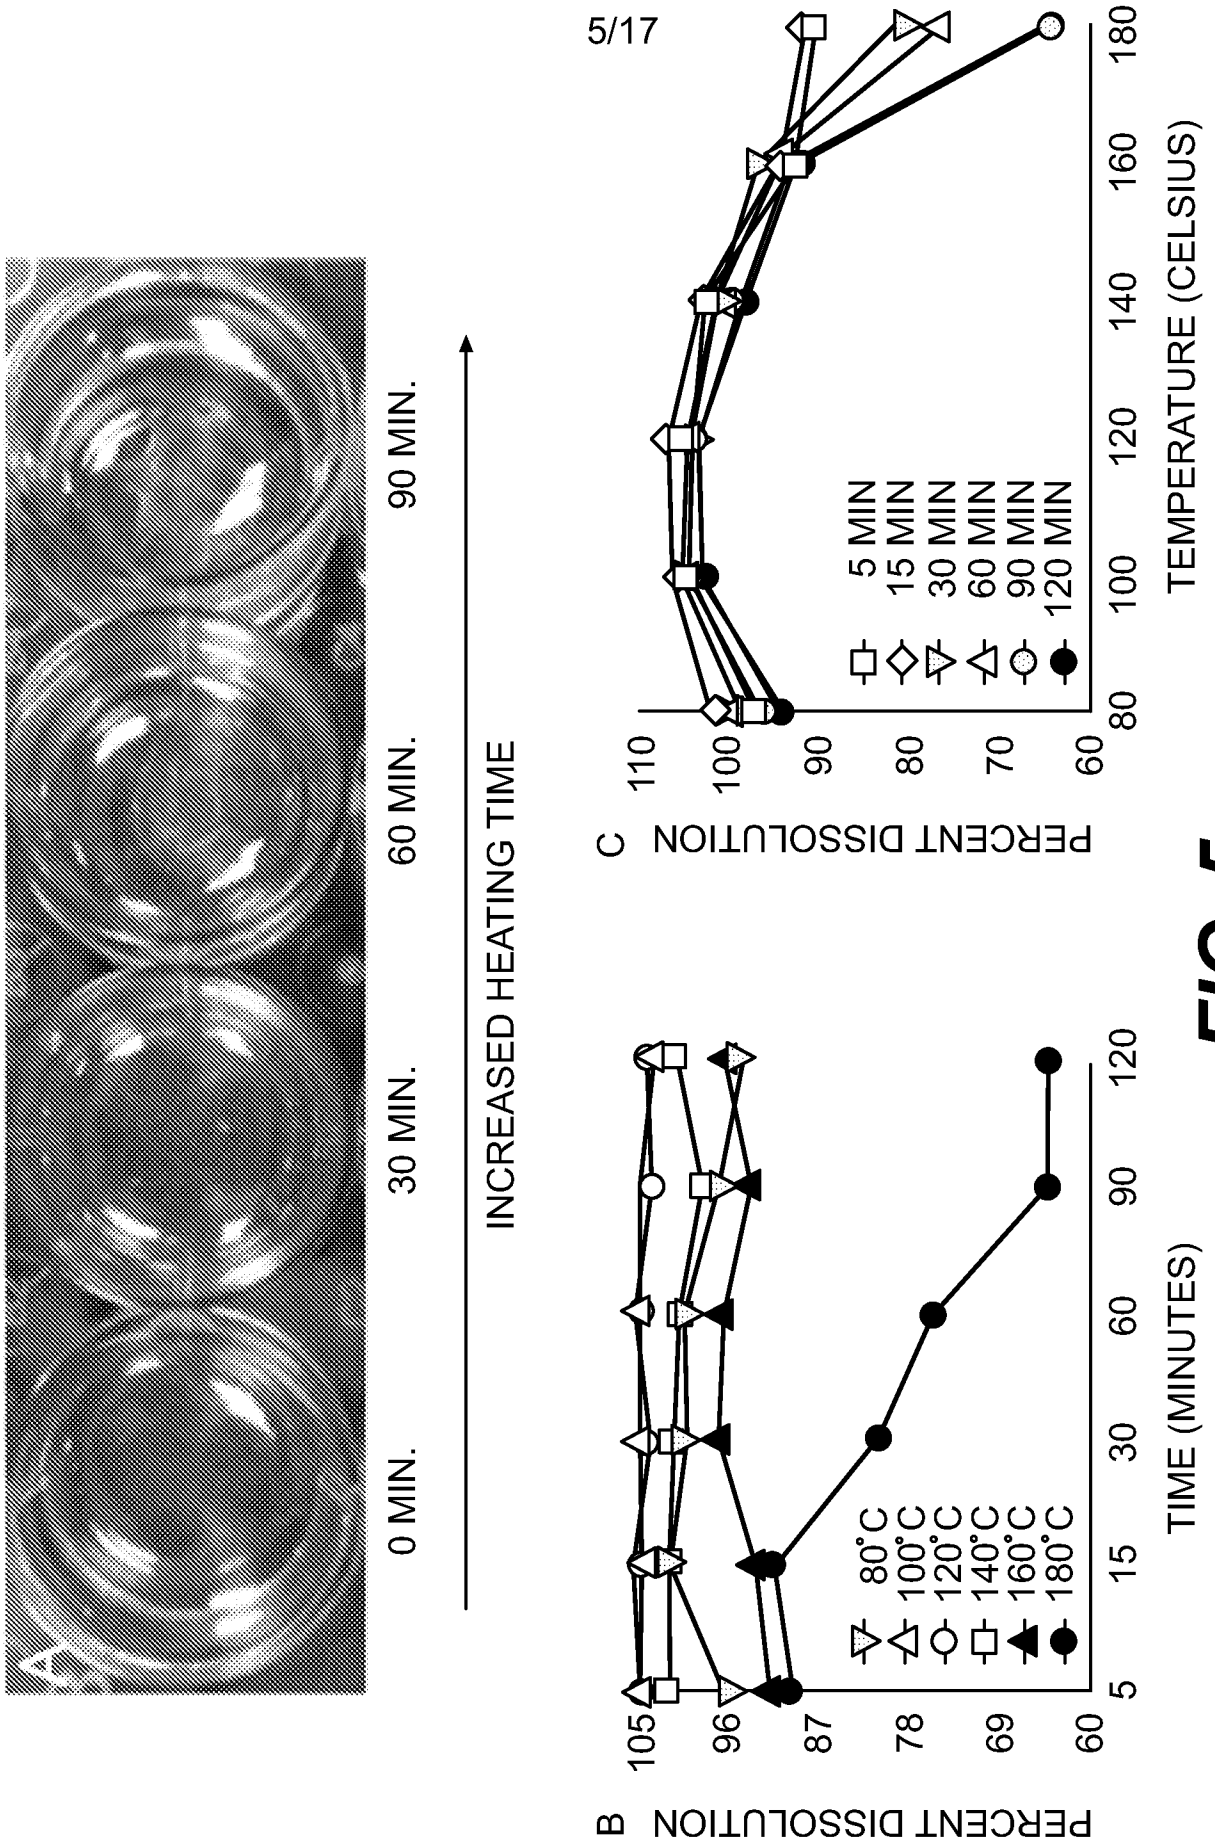 5/17
A
0 MIN.
30 MIN.
60 MIN.
90 MIN.
INCREASED HEATING TIME
B
PERCENT DISSOLUTION
105
96
87
78
69
60
80°C
100°C
120°C
140°C
160°C
180°C
5
15
30
60
90
120
TIME (MINUTES)
C
PERCENT DISSOLUTION
110
100
90
80
70
60
5 MIN
15 MIN
30 MIN
60 MIN
90 MIN
120 MIN
80
100
120
140
160
180
TEMPERATURE (CELSIUS)